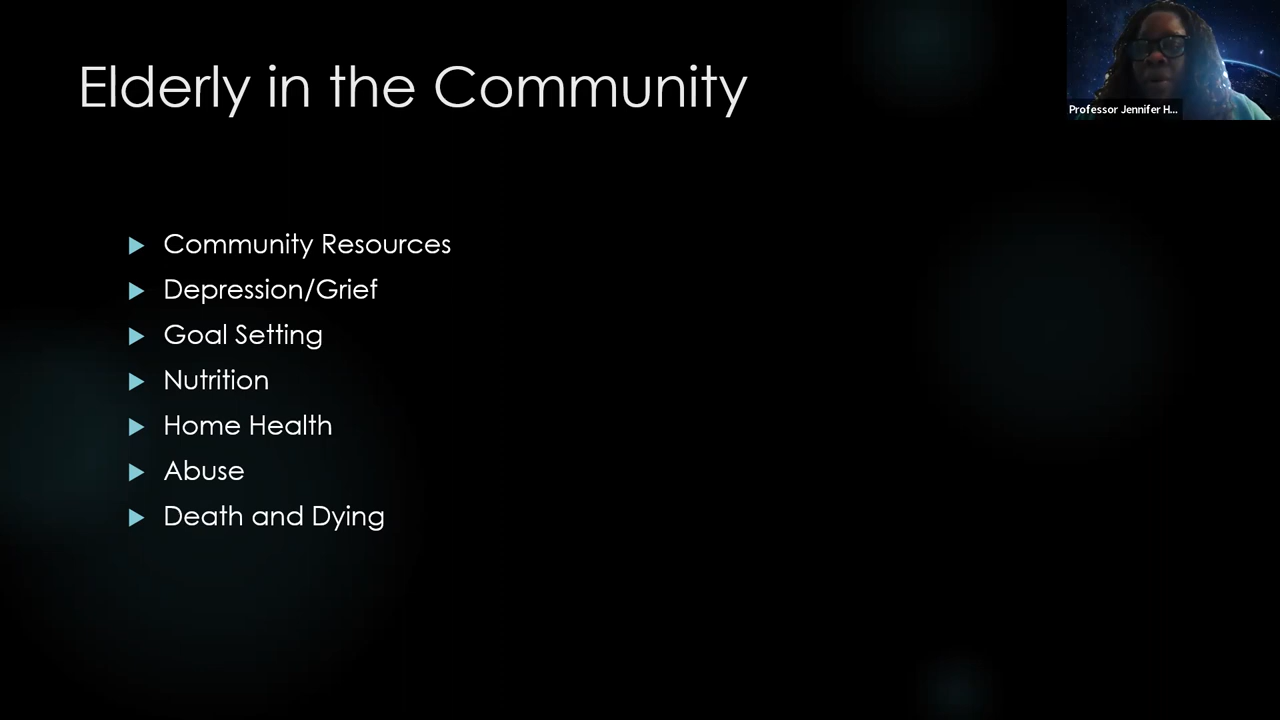 Elderly in the Community
Professor Jennifer H...
Community Resources
Depression/Grief
Goal Setting
Nutrition
Home Health
Abuse
Death and Dying